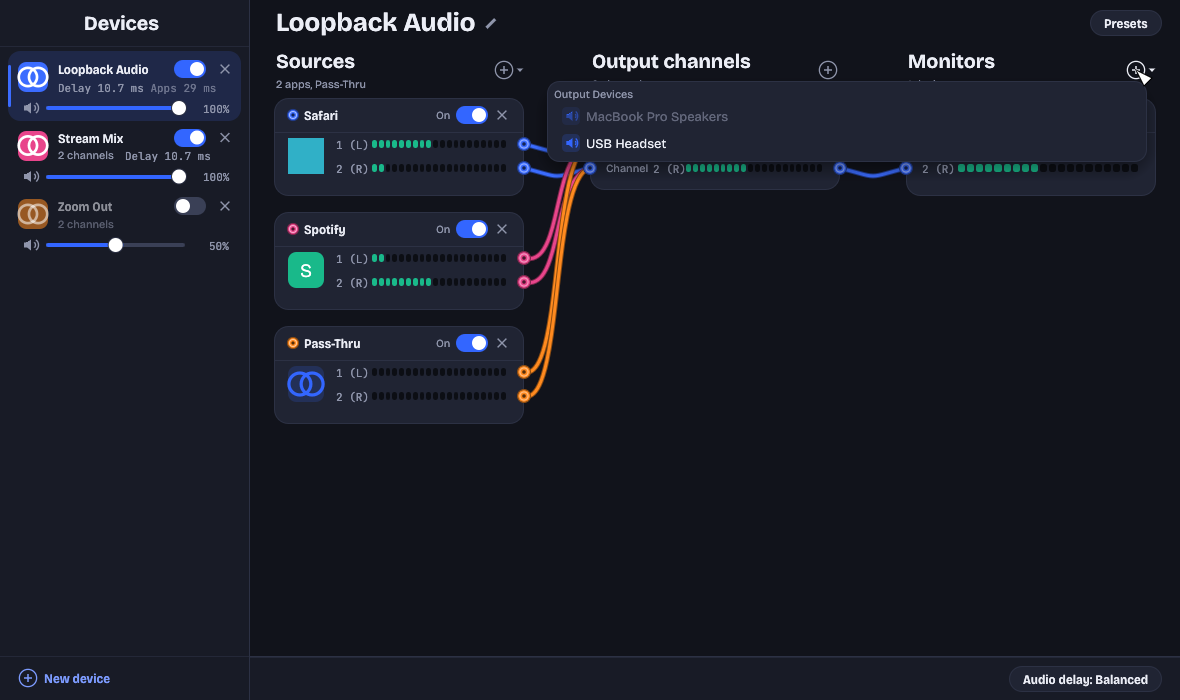 Devices
Loopback Audio
Delay 10.7 ms Apps 29 ms
100%
Stream Mix
2 channels Delay 10.7 ms
100%
Zoom Out
2 channels
50%
New device
Loopback Audio
Presets
Sources
2 apps, Pass-Thru
Output channels
Monitors
Output Devices
MacBook Pro Speakers
USB Headset
Safari On
1 (L)
2 (R)
Channel 2 (R)
2 (R)
Spotify On
S
1 (L)
2 (R)
Pass-Thru On
1 (L)
2 (R)
Audio delay: Balanced